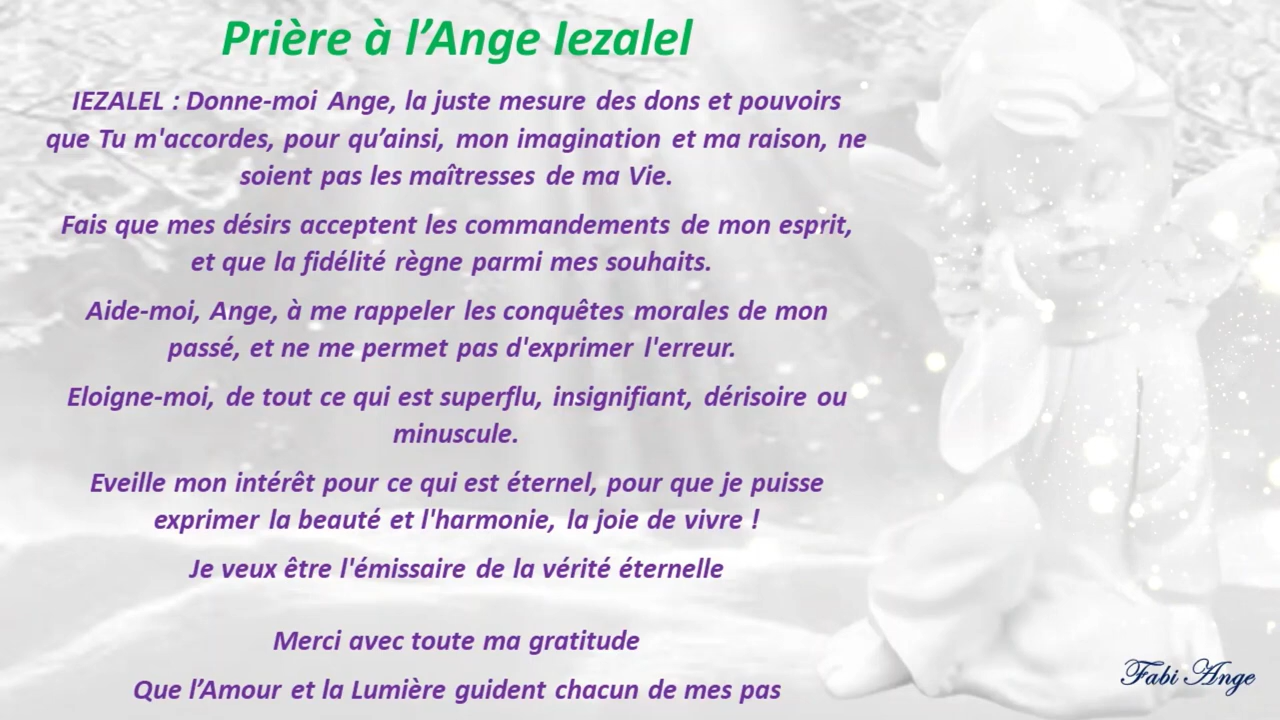 Prière à l’Ange Iezalel
IEZALEL : Donne-moi Ange, la juste mesure des dons et pouvoirs
que Tu m'accordes, pour qu’ainsi, mon imagination et ma raison, ne
soient pas les maîtresses de ma Vie.
Fais que mes désirs acceptent les commandements de mon esprit,
et que la fidélité règne parmi mes souhaits.
Aide-moi, Ange, à me rappeler les conquêtes morales de mon
passé, et ne me permet pas d'exprimer l'erreur.
Eloigne-moi, de tout ce qui est superflu, insignifiant, dérisoire ou
minuscule.
Eveille mon intérêt pour ce qui est éternel, pour que je puisse
exprimer la beauté et l'harmonie, la joie de vivre !
Je veux être l'émissaire de la vérité éternelle
Merci avec toute ma gratitude
Que l’Amour et la Lumière guident chacun de mes pas
Fabi Ange